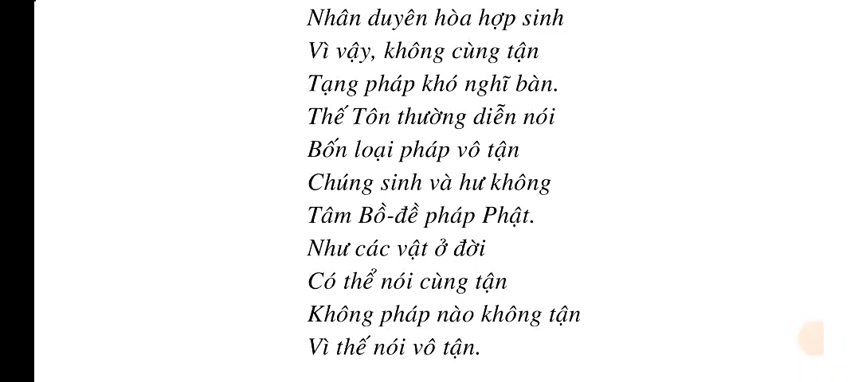 Nhân duyên hòa hợp sinh
Vì vậy, không cùng tận
Tạng pháp khó nghĩ bàn.
Thế Tôn thường diễn nói
Bốn loại pháp vô tận
Chúng sinh và hư không
Tâm Bồ-đề pháp Phật.
Như các vật ở đời
Có thể nói cùng tận
Không pháp nào không tận
Vì thế nói vô tận.